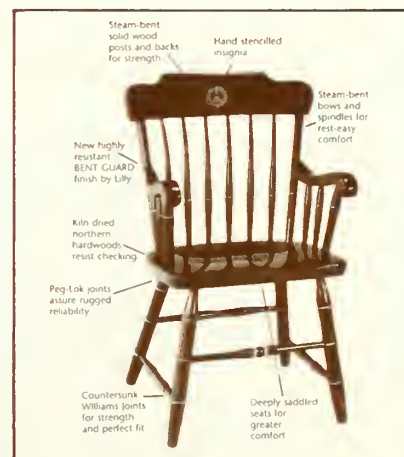 Steam-bent
solid wood
posts and backs
for strength
Hand stencilled
insignia
Steam-bent
bows and
spindles for
rest-easy
comfort
New highly
resistant
BENT GUARD
finish by Lilly
Kiln dried
northern
hardwoods
resist checking
Peg-Lok joints
assure rugged
reliability
Countersunk
Williams Joints
for strength
and perfect fit
Deeply saddled
seats for
greater
comfort